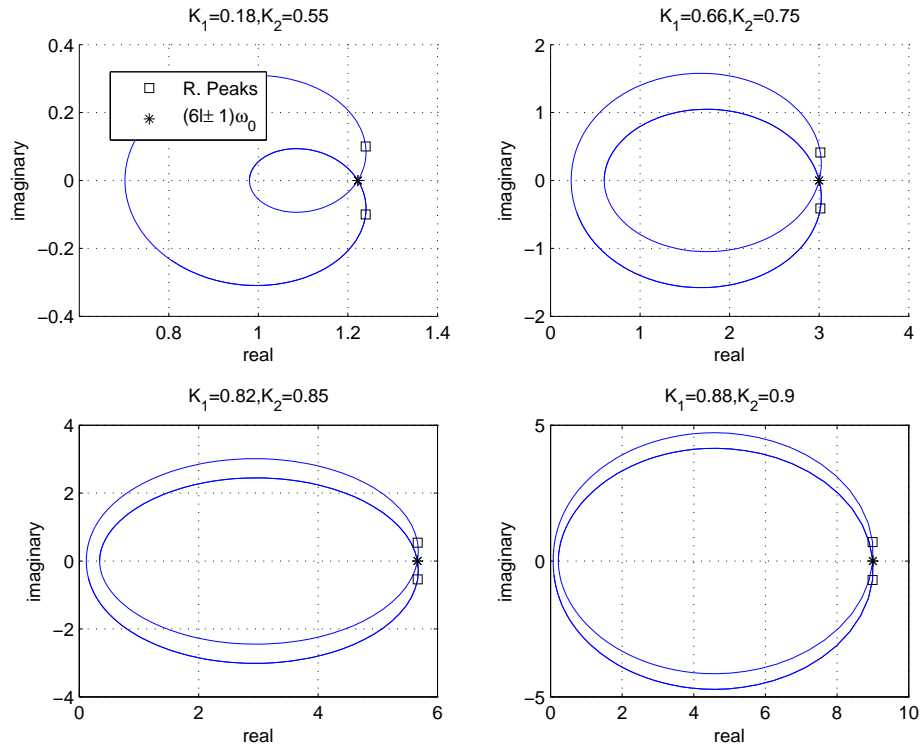 K₁=0.18,K₂=0.55
0.4
0.2
0
−0.2
−0.4
imaginary
0.8
1
1.2
1.4
real
R. Peaks
(6l± 1)ω₀
K₁=0.66,K₂=0.75
2
1
0
−1
−2
imaginary
0
1
2
3
4
real
K₁=0.82,K₂=0.85
4
2
0
−2
−4
imaginary
0
2
4
6
real
K₁=0.88,K₂=0.9
5
0
−5
imaginary
0
2
4
6
8
10
real